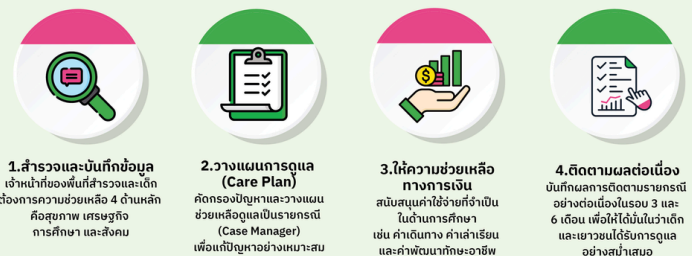 1.สำรวจและบันทึกข้อมูล
เจ้าหน้าที่ของพื้นที่สำรวจและเด็ก
ต้องการความช่วยเหลือ 4 ด้านหลัก
คือสุขภาพ เศรษฐกิจ
การศึกษา และสังคม
2.วางแผนการดูแล
(Care Plan)
คัดกรองปัญหาและวางแผน
ช่วยเหลือดูแลเป็นรายกรณี
(Case Manager)
เพื่อแก้ปัญหาอย่างเหมาะสม
3.ให้ความช่วยเหลือ
ทางการเงิน
สนับสนุนค่าใช้จ่ายที่จำเป็น
ในด้านการศึกษา
เช่น ค่าเดินทาง ค่าเล่าเรียน
และค่าพัฒนาทักษะอาชีพ
4.ติดตามผลต่อเนื่อง
บันทึกผลการติดตามรายกรณี
อย่างต่อเนื่องในรอบ 3 และ
6 เดือน เพื่อให้มั่นใจว่าเด็ก
และเยาวชนได้รับการดูแล
อย่างสม่ำเสมอ